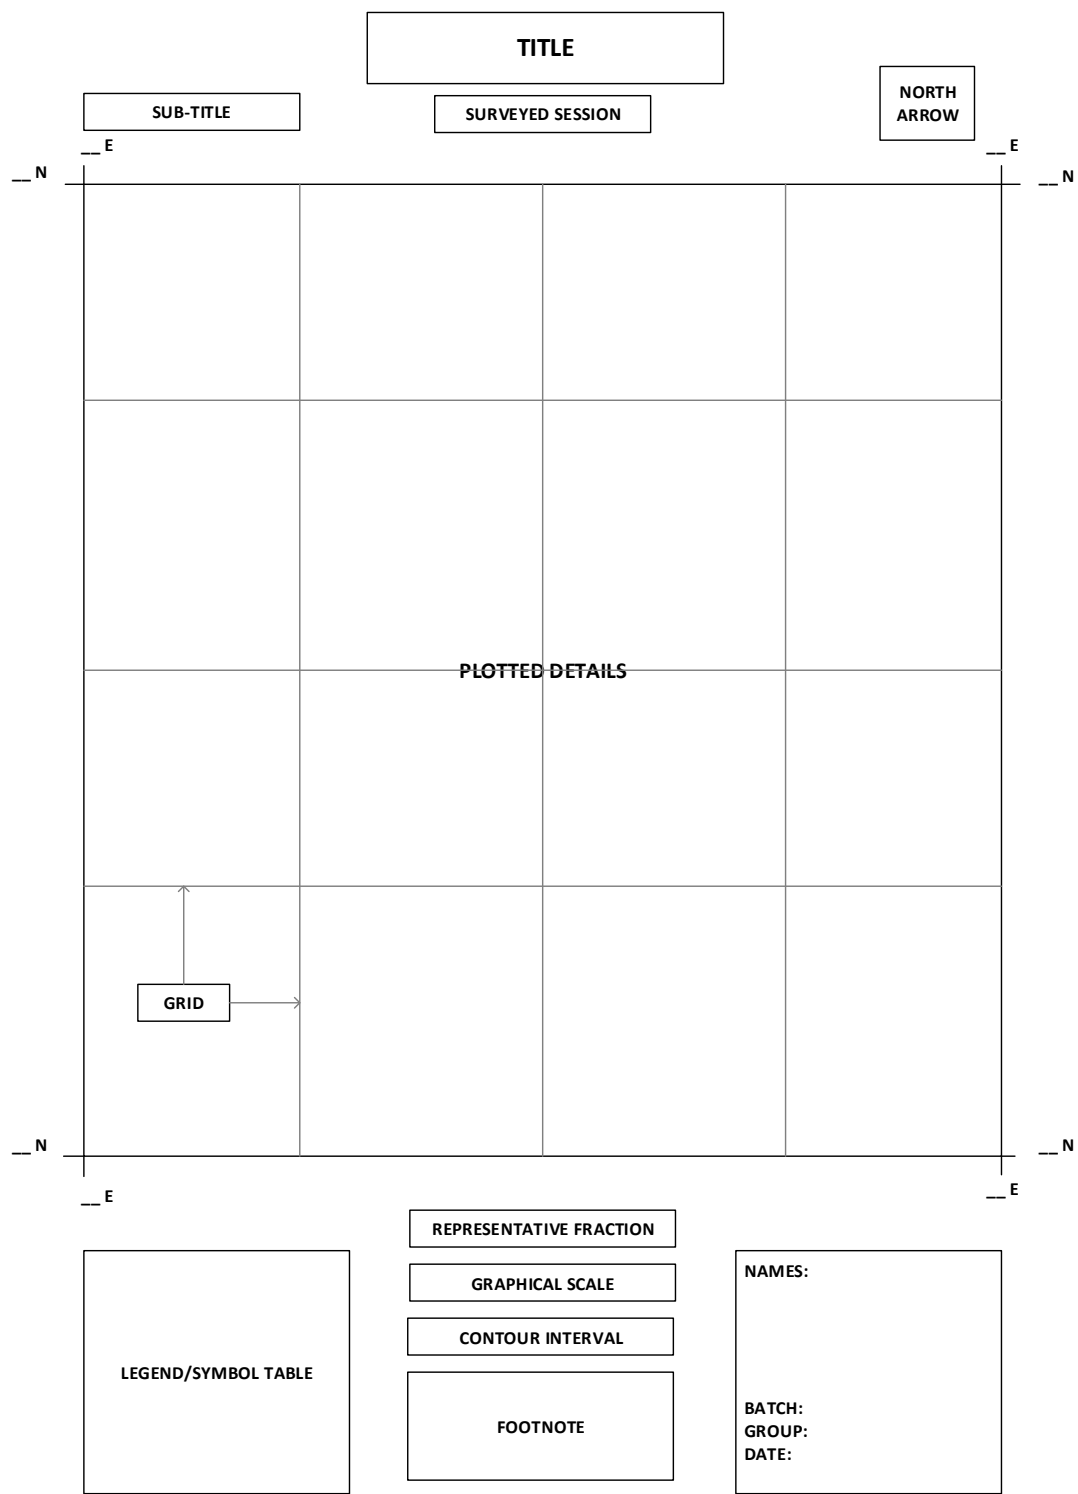 TITLE
SUB-TITLE
SURVEYED SESSION
NORTH
ARROW
__ E
__ E
__ N
__ N
PLOTTED DETAILS
GRID
__ N
__ N
__ E
__ E
REPRESENTATIVE FRACTION
GRAPHICAL SCALE
CONTOUR INTERVAL
LEGEND/SYMBOL TABLE
FOOTNOTE
NAMES:
BATCH:
GROUP:
DATE: